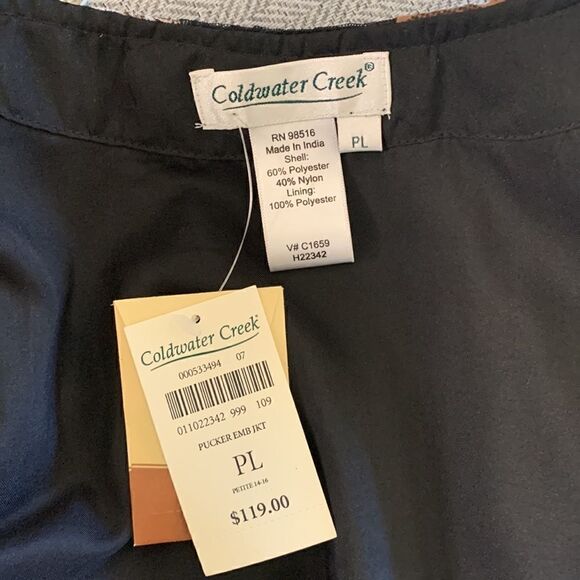 Coldwater Creek®
RN 98516
Made In India
Shell:
60% Polyester
40% Nylon
Lining:
100% Polyester
V# C1659
H22342
PL
Coldwater Creek®
000533494 07
011022342 999 109
PUCKER EMB JKT
PL
PETITE 14-16
$119.00